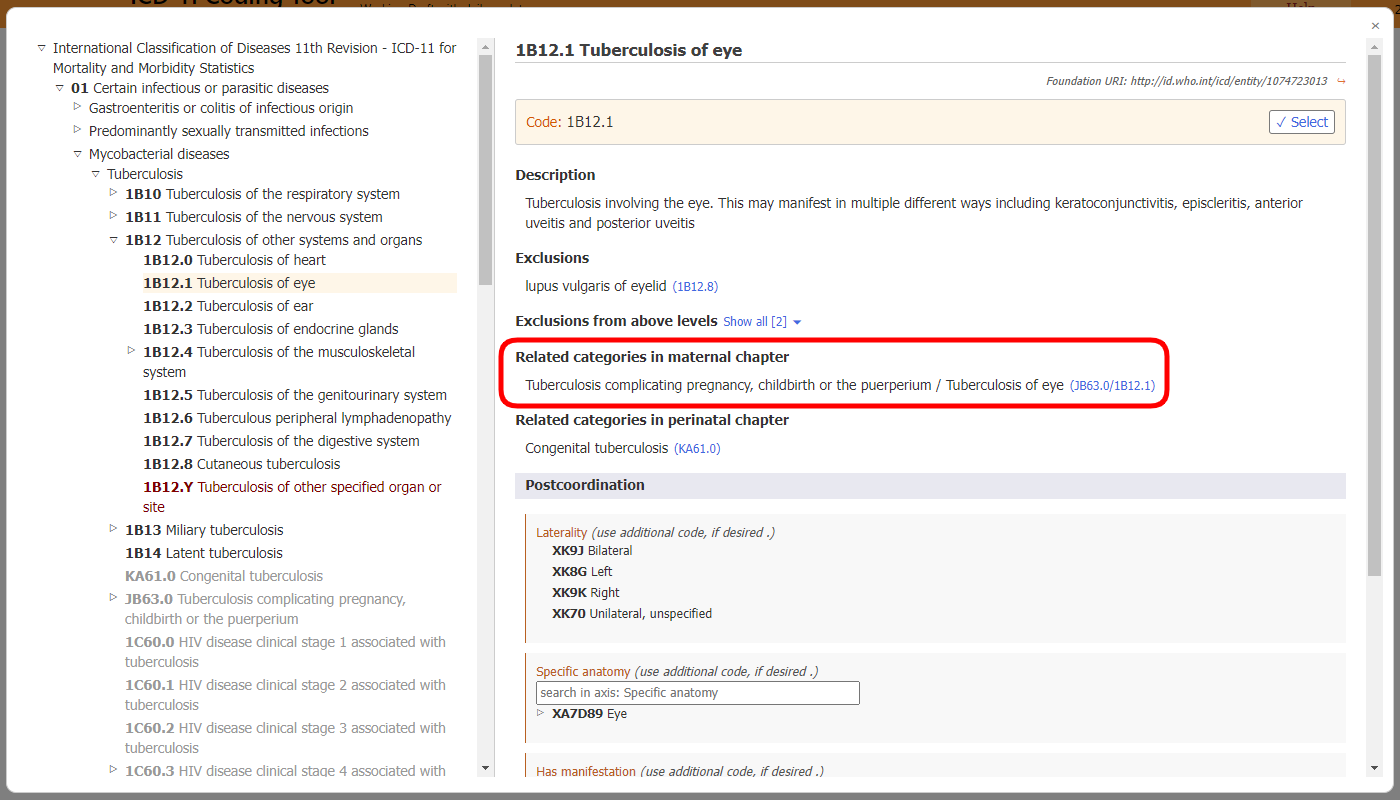 ICD-11 Coding Tool
Help
×
International Classification of Diseases 11th Revision - ICD-11 for
Mortality and Morbidity Statistics
01 Certain infectious or parasitic diseases
Gastroenteritis or colitis of infectious origin
Predominantly sexually transmitted infections
Mycobacterial diseases
Tuberculosis
1B10 Tuberculosis of the respiratory system
1B11 Tuberculosis of the nervous system
1B12 Tuberculosis of other systems and organs
1B12.0 Tuberculosis of heart
1B12.1 Tuberculosis of eye
1B12.2 Tuberculosis of ear
1B12.3 Tuberculosis of endocrine glands
1B12.4 Tuberculosis of the musculoskeletal
system
1B12.5 Tuberculosis of the genitourinary system
1B12.6 Tuberculous peripheral lymphadenopathy
1B12.7 Tuberculosis of the digestive system
1B12.8 Cutaneous tuberculosis
1B12.Y Tuberculosis of other specified organ or
site
1B13 Miliary tuberculosis
1B14 Latent tuberculosis
KA61.0 Congenital tuberculosis
JB63.0 Tuberculosis complicating pregnancy,
childbirth or the puerperium
1C60.0 HIV disease clinical stage 1 associated with
tuberculosis
1C60.1 HIV disease clinical stage 2 associated with
tuberculosis
1C60.2 HIV disease clinical stage 3 associated with
tuberculosis
1C60.3 HIV disease clinical stage 4 associated with
1B12.1 Tuberculosis of eye
Foundation URI: http://id.who.int/icd/entity/1074723013
Code: 1B12.1
✓ Select
Description
Tuberculosis involving the eye. This may manifest in multiple different ways including keratoconjunctivitis, episcleritis, anterior
uveitis and posterior uveitis
Exclusions
lupus vulgaris of eyelid (1B12.8)
Exclusions from above levels Show all [2]
Related categories in maternal chapter
Tuberculosis complicating pregnancy, childbirth or the puerperium / Tuberculosis of eye (JB63.0/1B12.1)
Related categories in perinatal chapter
Congenital tuberculosis (KA61.0)
Postcoordination
Laterality (use additional code, if desired .)
XK9J Bilateral
XK8G Left
XK9K Right
XK70 Unilateral, unspecified
Specific anatomy (use additional code, if desired .)
search in axis: Specific anatomy
XA7D89 Eye
Has manifestation (use additional code, if desired .)